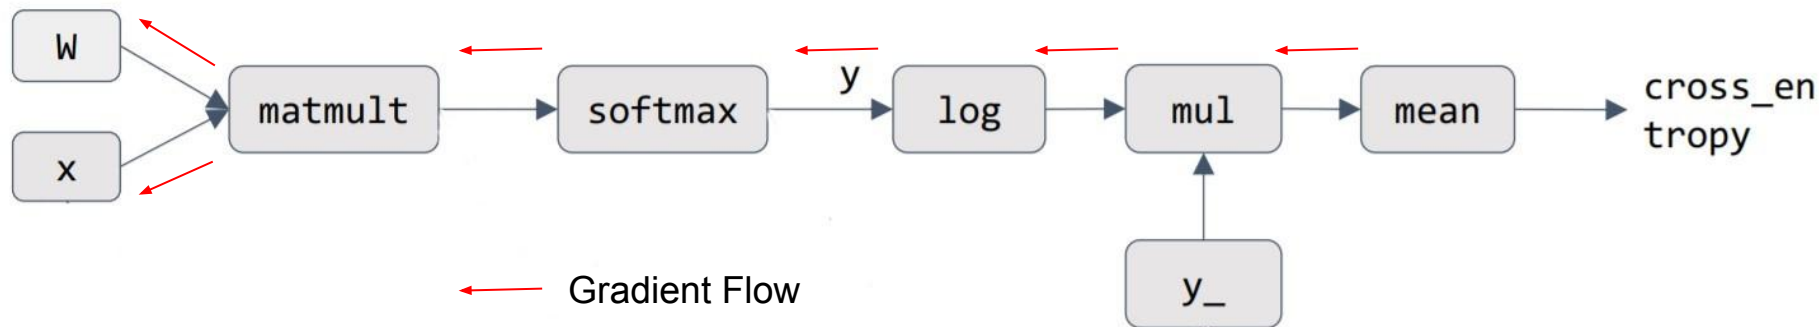 W
x
matmult
softmax
y
log
mul
mean
cross_en
tropy
y_
Gradient Flow